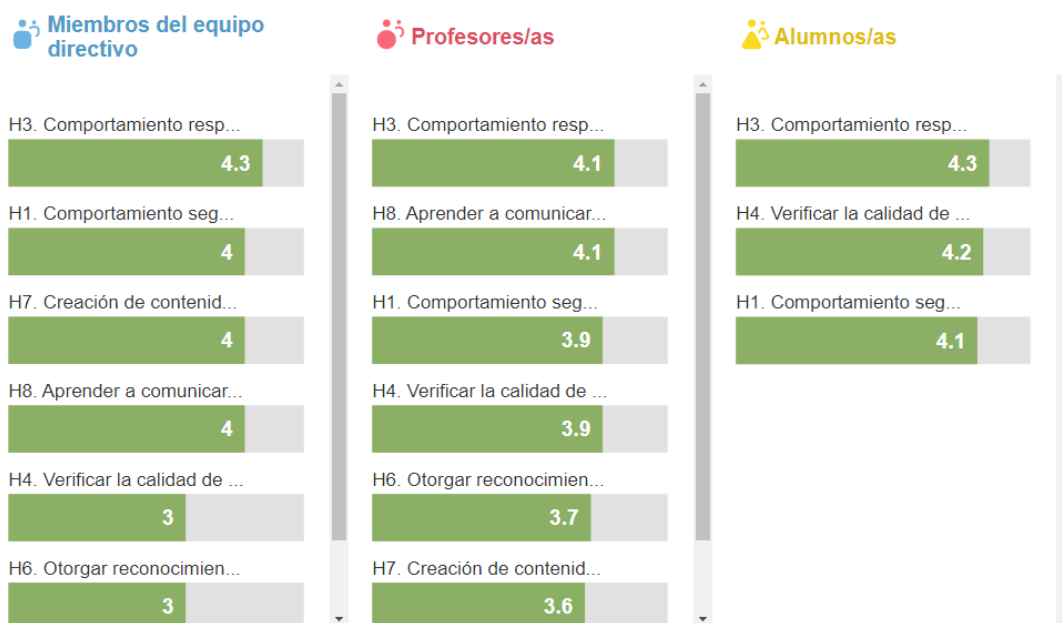 Miembros del equipo
directivo
H3. Comportamiento resp...
4.3
H1. Comportamiento seg...
4
H7. Creación de contenid...
4
H8. Aprender a comunicar...
4
H4. Verificar la calidad de ...
3
H6. Otorgar reconocimien...
3
Profesores/as
H3. Comportamiento resp...
4.1
H8. Aprender a comunicar...
4.1
H1. Comportamiento seg...
3.9
H4. Verificar la calidad de ...
3.9
H6. Otorgar reconocimien...
3.7
H7. Creación de contenid...
3.6
Alumnos/as
H3. Comportamiento resp...
4.3
H4. Verificar la calidad de ...
4.2
H1. Comportamiento seg...
4.1